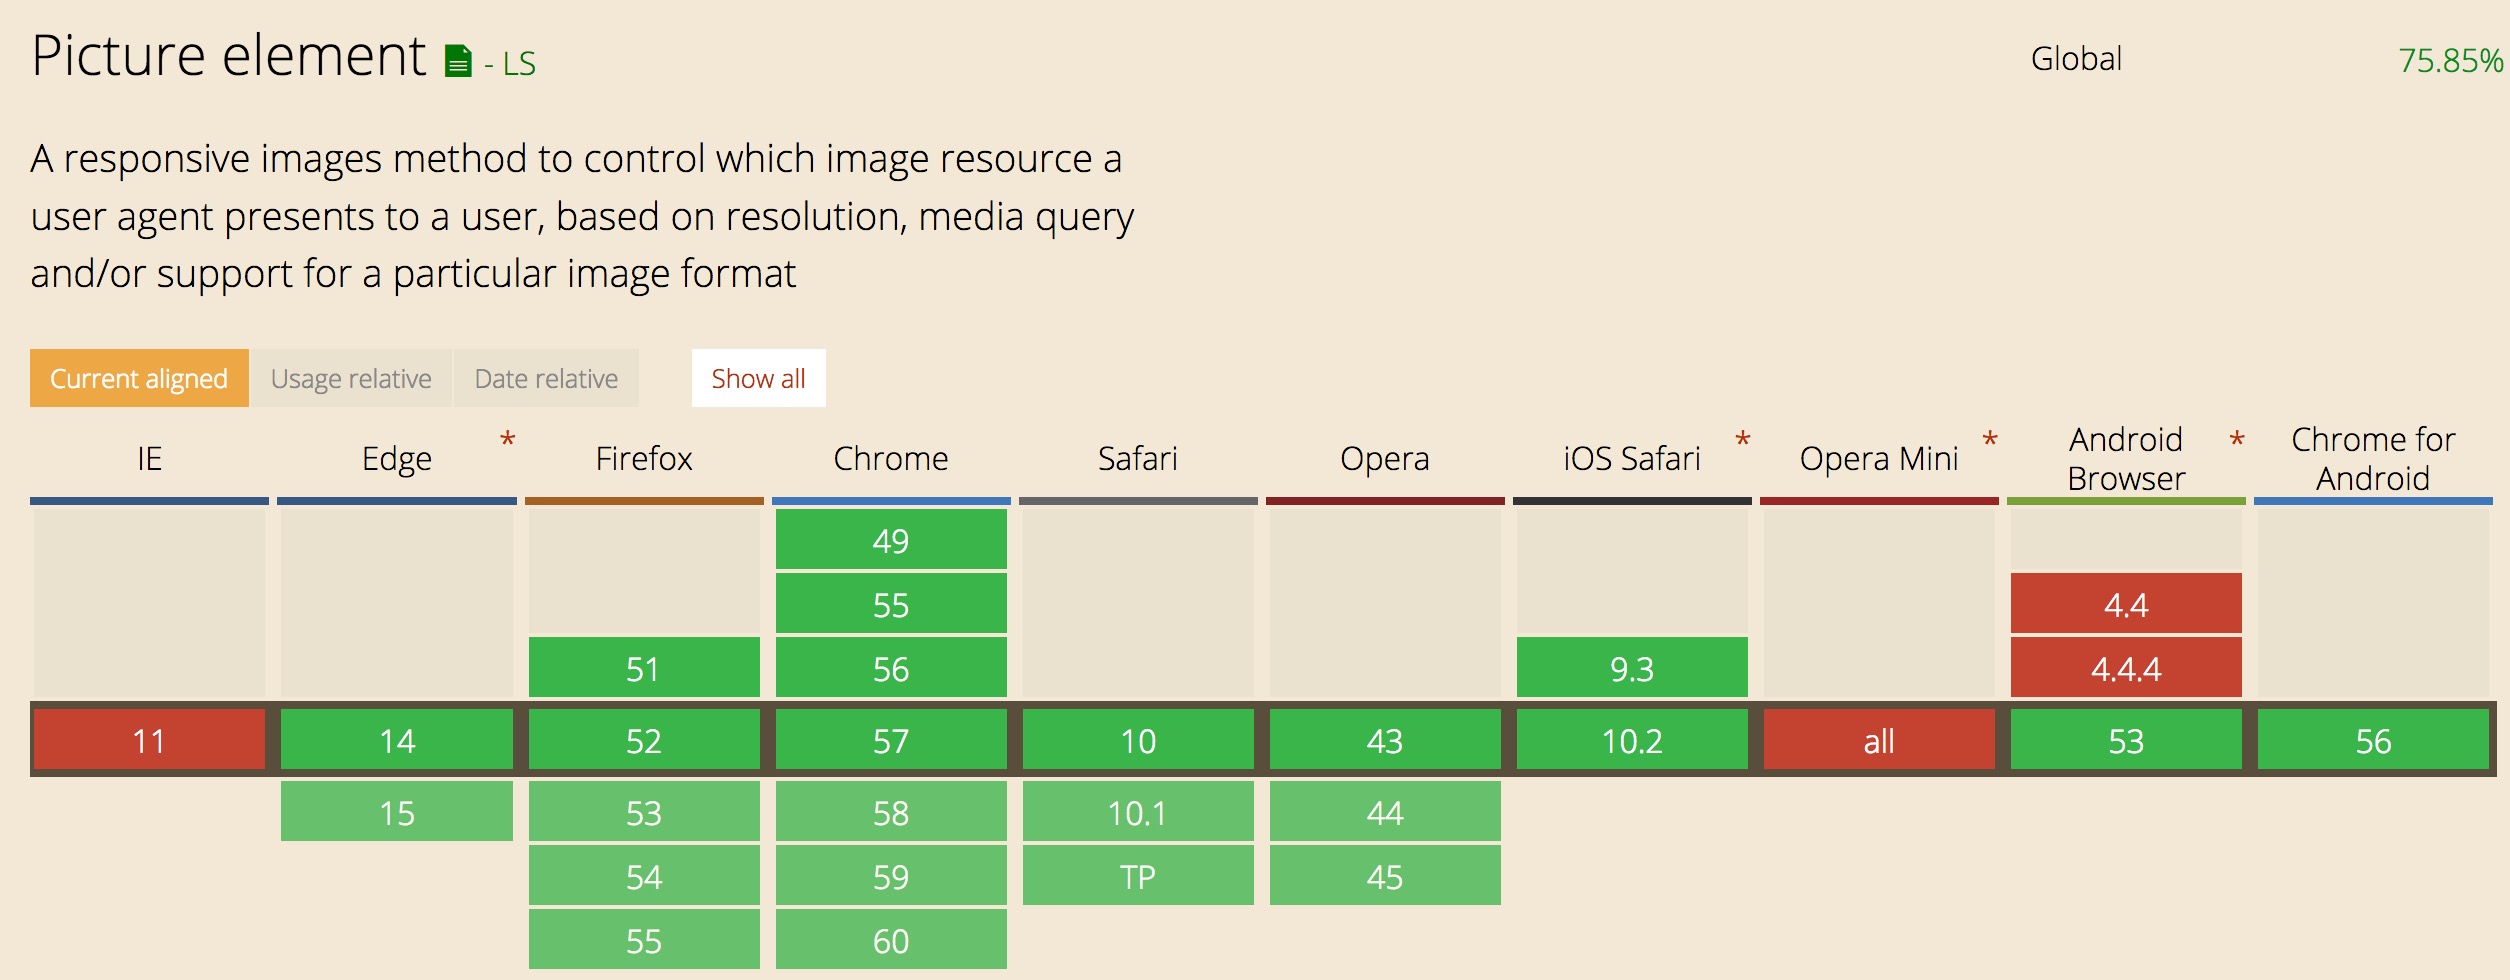 Picture element - LS
Global 75.85%
A responsive images method to control which image resource a
user agent presents to a user, based on resolution, media query
and/or support for a particular image format
Current aligned Usage relative Date relative Show all
IE Edge * Firefox Chrome Safari Opera iOS Safari * Opera Mini * Android Browser * Chrome for Android
49
55 4.4
51 56 9.3 4.4.4
11 14 52 57 10 43 10.2 all 53 56
15 53 58 10.1 44
54 59 TP 45
55 60